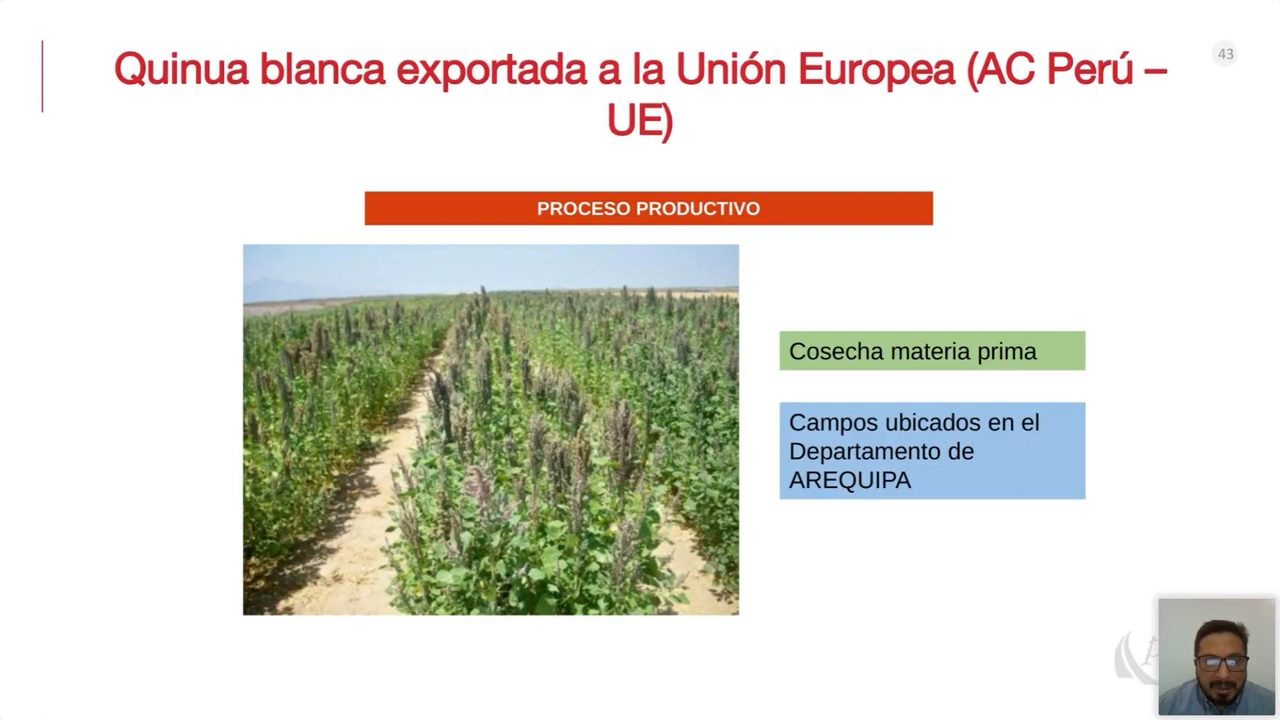 43
Quinua blanca exportada a la Unión Europea (AC Perú –
UE)
PROCESO PRODUCTIVO
Cosecha materia prima
Campos ubicados en el
Departamento de
AREQUIPA